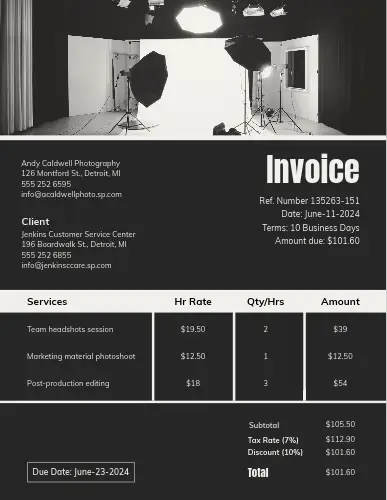 Andy Caldwell Photography
126 Montford St., Detroit, MI
555 252 6595
info@acaldwellphoto.sp.com
Invoice
Ref. Number 135263-151
Date: June-11-2024
Terms: 10 Business Days
Amount due: $101.60
Client
Jenkins Customer Service Center
196 Boardwalk St., Detroit, MI
555 252 6855
info@jenkinsccare.sp.com
Services Hr Rate Qty/Hrs Amount
Team headshots session $19.50 2 $39
Marketing material photoshoot $12.50 1 $12.50
Post-production editing $18 3 $54
Subtotal $105.50
Tax Rate (7%) $112.90
Discount (10%) $101.60
Total $101.60
Due Date: June-23-2024